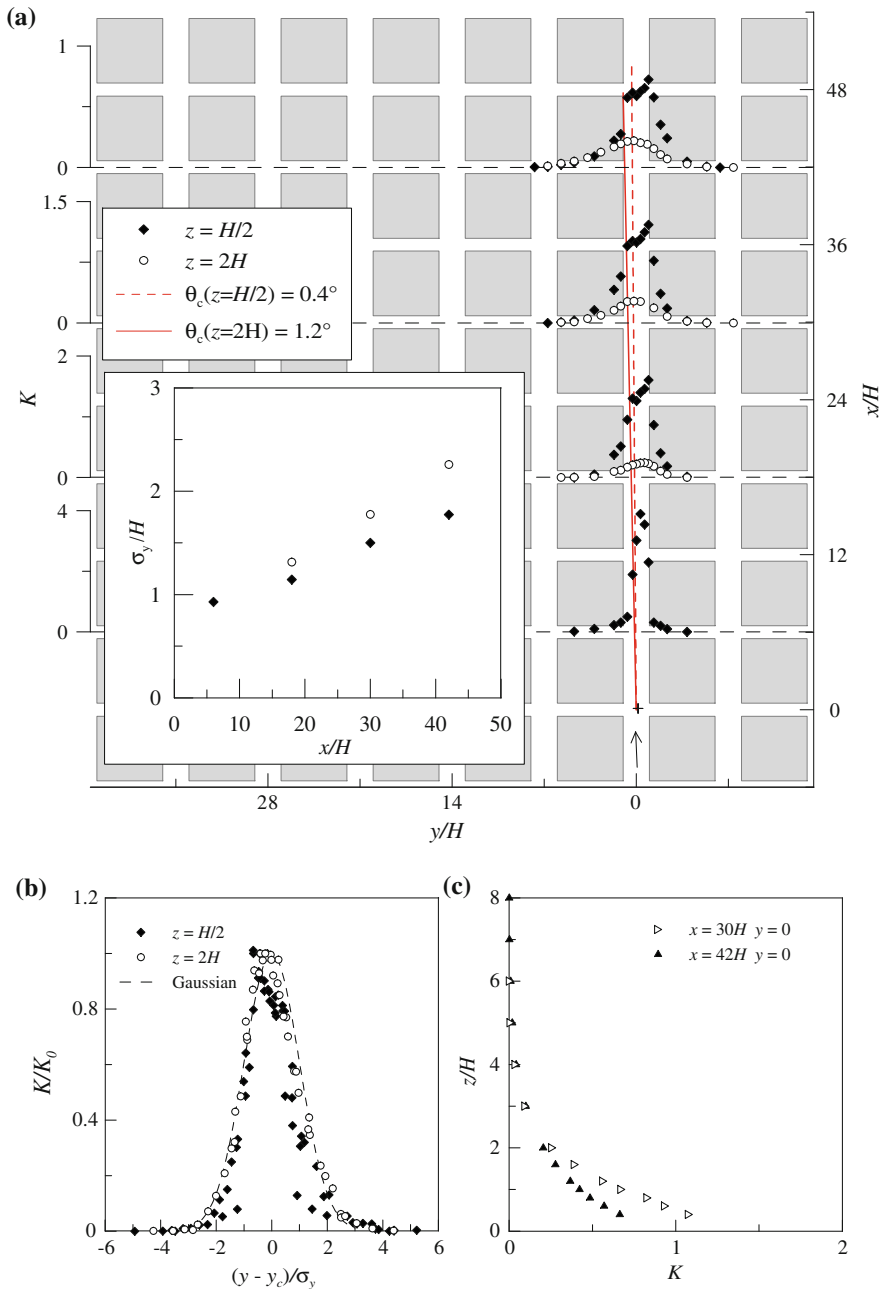 (a)
1
0
1.5
0
2
0
4
0
K
48
36
24
12
0
x/H
z = H/2
z = 2H
θc(z=H/2) = 0.4°
θc(z=2H) = 1.2°
3
2
1
0
σy/H
0 10 20 30 40 50
x/H
28 14 0
y/H
(b)
1.2
0.8
0.4
0
K/K0
z = H/2
z = 2H
Gaussian
-6 -4 -2 0 2 4 6
(y - yc)/σy
(c)
8
6
4
2
0
z/H
x = 30H y = 0
x = 42H y = 0
0 1 2
K